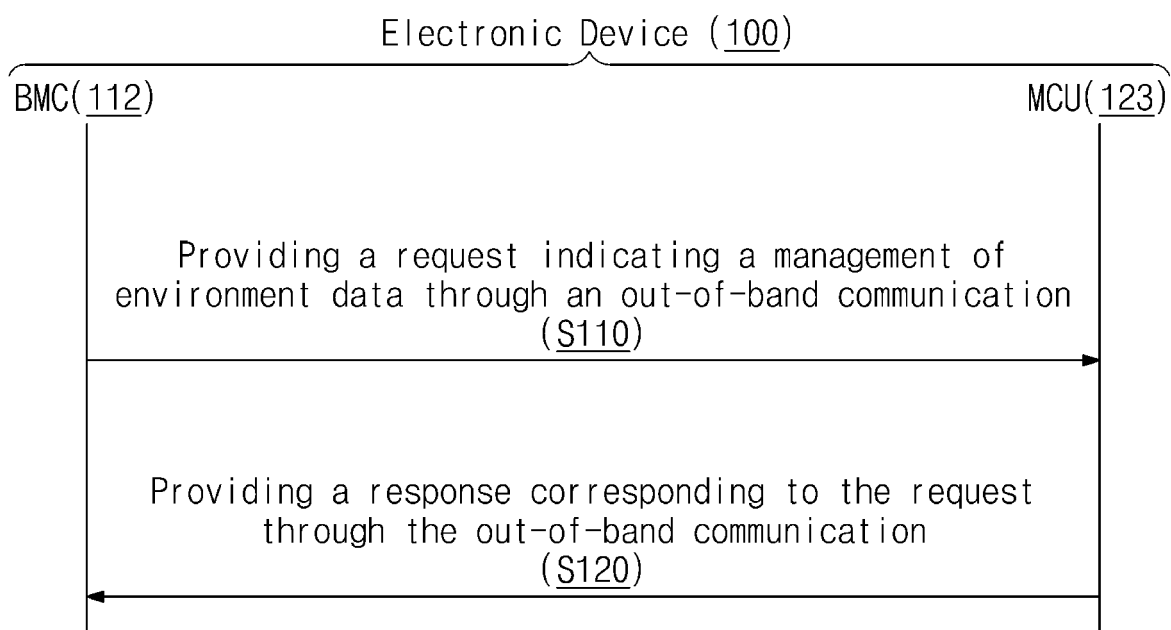 Electronic Device (100)
BMC(112)
MCU(123)
Providing a request indicating a management of
environment data through an out-of-band communication
(S110)
Providing a response corresponding to the request
through the out-of-band communication
(S120)